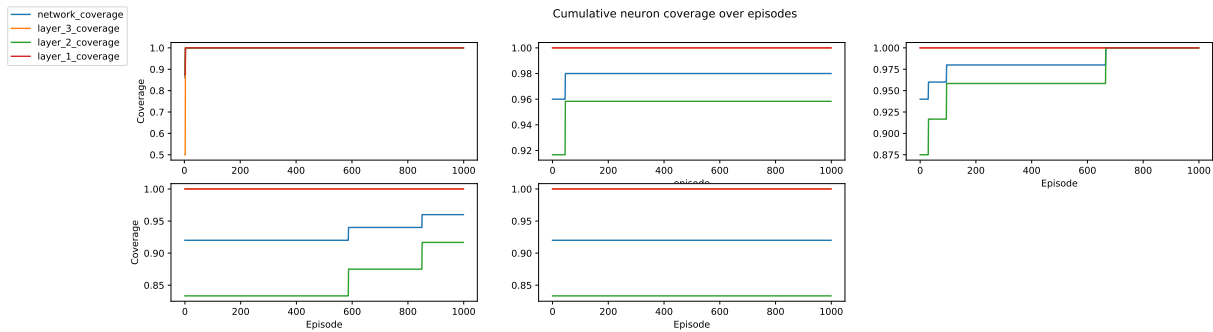 Cumulative neuron coverage over episodes
network_coverage
layer_3_coverage
layer_2_coverage
layer_1_coverage
Coverage
1.0
0.9
0.8
0.7
0.6
0.5
0 200 400 600 800 1000
1.00
0.98
0.96
0.94
0.92
0 200 400 600 800 1000
episode
1.000
0.975
0.950
0.925
0.900
0.875
0 200 400 600 800 1000
Episode
Coverage
1.00
0.95
0.90
0.85
0 200 400 600 800 1000
Episode
1.00
0.95
0.90
0.85
0 200 400 600 800 1000
Episode